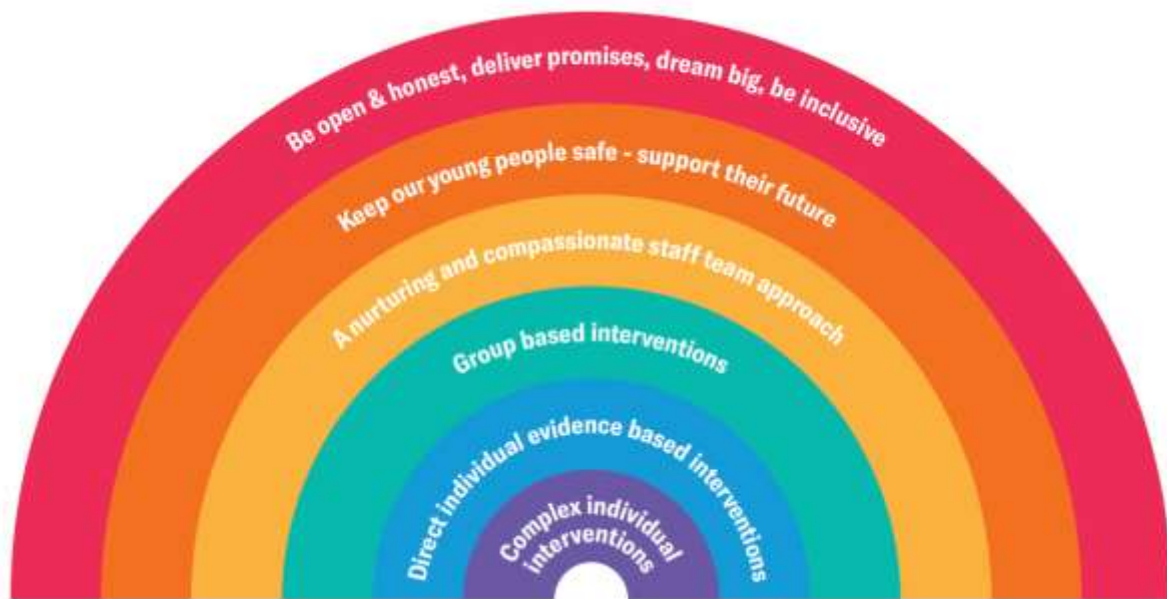 Be open & honest, deliver promises, dream big, be inclusive
Keep our young people safe - support their future
A nurturing and compassionate staff team approach
Group based interventions
Direct individual evidence based interventions
Complex individual
interventions